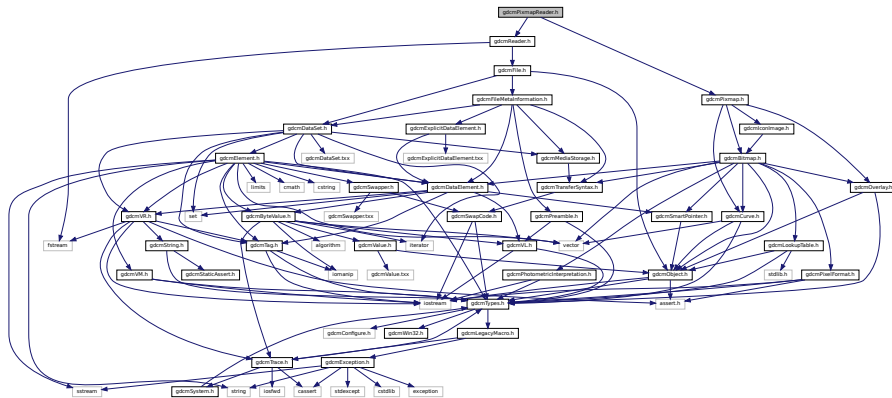 gdcmPixmapReader.h
gdcmReader.h
gdcmFile.h
gdcmFileMetaInformation.h
gdcmPixmap.h
gdcmDataSet.h
gdcmExplicitDataElement.h
gdcmIconImage.h
gdcmElement.h
gdcmDataSet.txx
gdcmExplicitDataElement.txx
gdcmMediaStorage.h
gdcmBitmap.h
limits
cmath
cstring
gdcmSwapper.h
gdcmDataElement.h
gdcmTransferSyntax.h
gdcmOverlay.h
gdcmVR.h
set
gdcmByteValue.h
gdcmSwapper.txx
gdcmSwapCode.h
gdcmPreamble.h
gdcmSmartPointer.h
gdcmCurve.h
fstream
gdcmString.h
gdcmTag.h
algorithm
gdcmValue.h
iterator
gdcmVL.h
vector
gdcmLookupTable.h
gdcmVM.h
gdcmStaticAssert.h
iomanip
gdcmValue.txx
gdcmPhotometricInterpretation.h
gdcmObject.h
stdlib.h
gdcmPixelFormat.h
iostream
gdcmTypes.h
assert.h
gdcmConfigure.h
gdcmWin32.h
gdcmLegacyMacro.h
gdcmTrace.h
gdcmException.h
sstream
gdcmSystem.h
string
iosfwd
cassert
stdexcept
cstdlib
exception